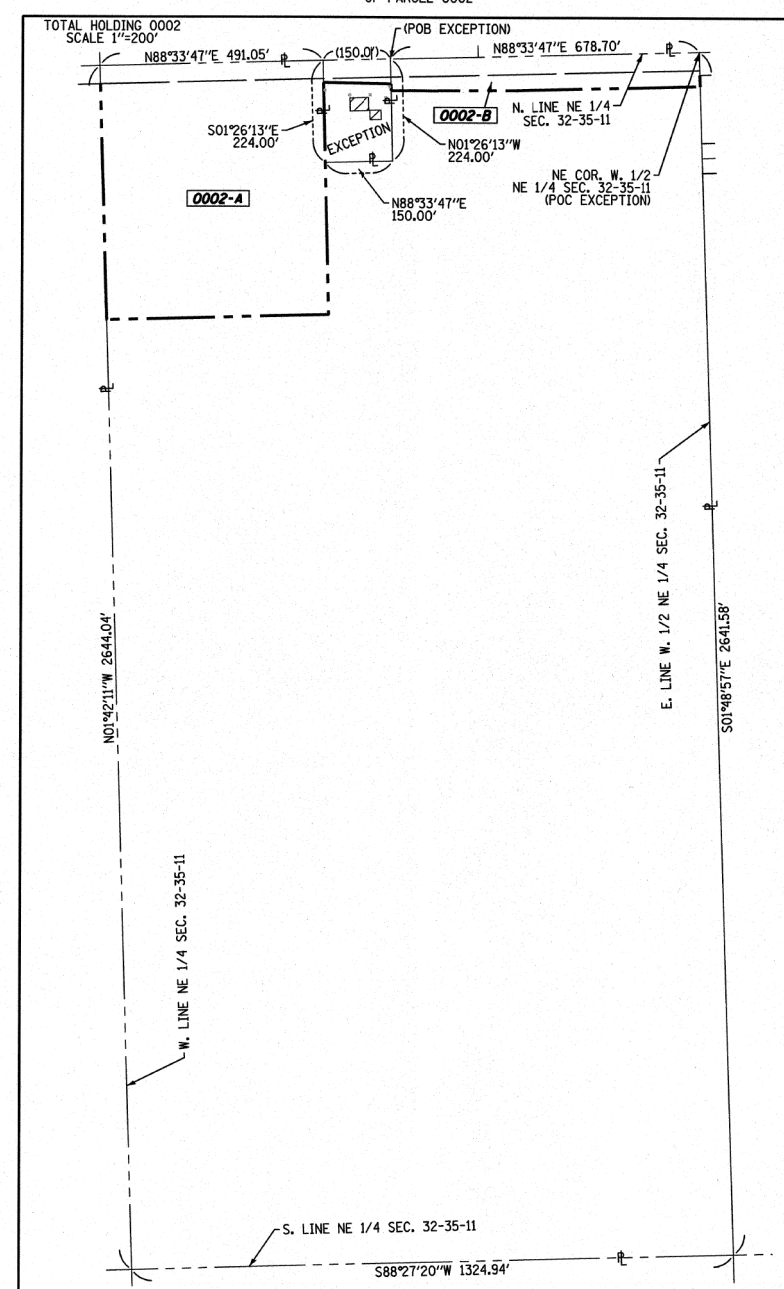 TOTAL HOLDING 0002
SCALE 1"=200'
N88°33'47"E 491.05'
(150.0')
(POB EXCEPTION)
N88°33'47"E 678.70'
N. LINE NE 1/4
SEC. 32-35-11
0002-B
S01°26'13"E
224.00'
EXCEPTION
N01°26'13"W
224.00'
NE COR. W. 1/2
NE 1/4 SEC. 32-35-11
(POC EXCEPTION)
N88°33'47"E
150.00'
0002-A
E. LINE W. 1/2 NE 1/4 SEC. 32-35-11
N01°42'11"W 2644.04'
S01°48'57"E 2641.58'
W. LINE NE 1/4 SEC. 32-35-11
S. LINE NE 1/4 SEC. 32-35-11
S88°27'20"W 1324.94'